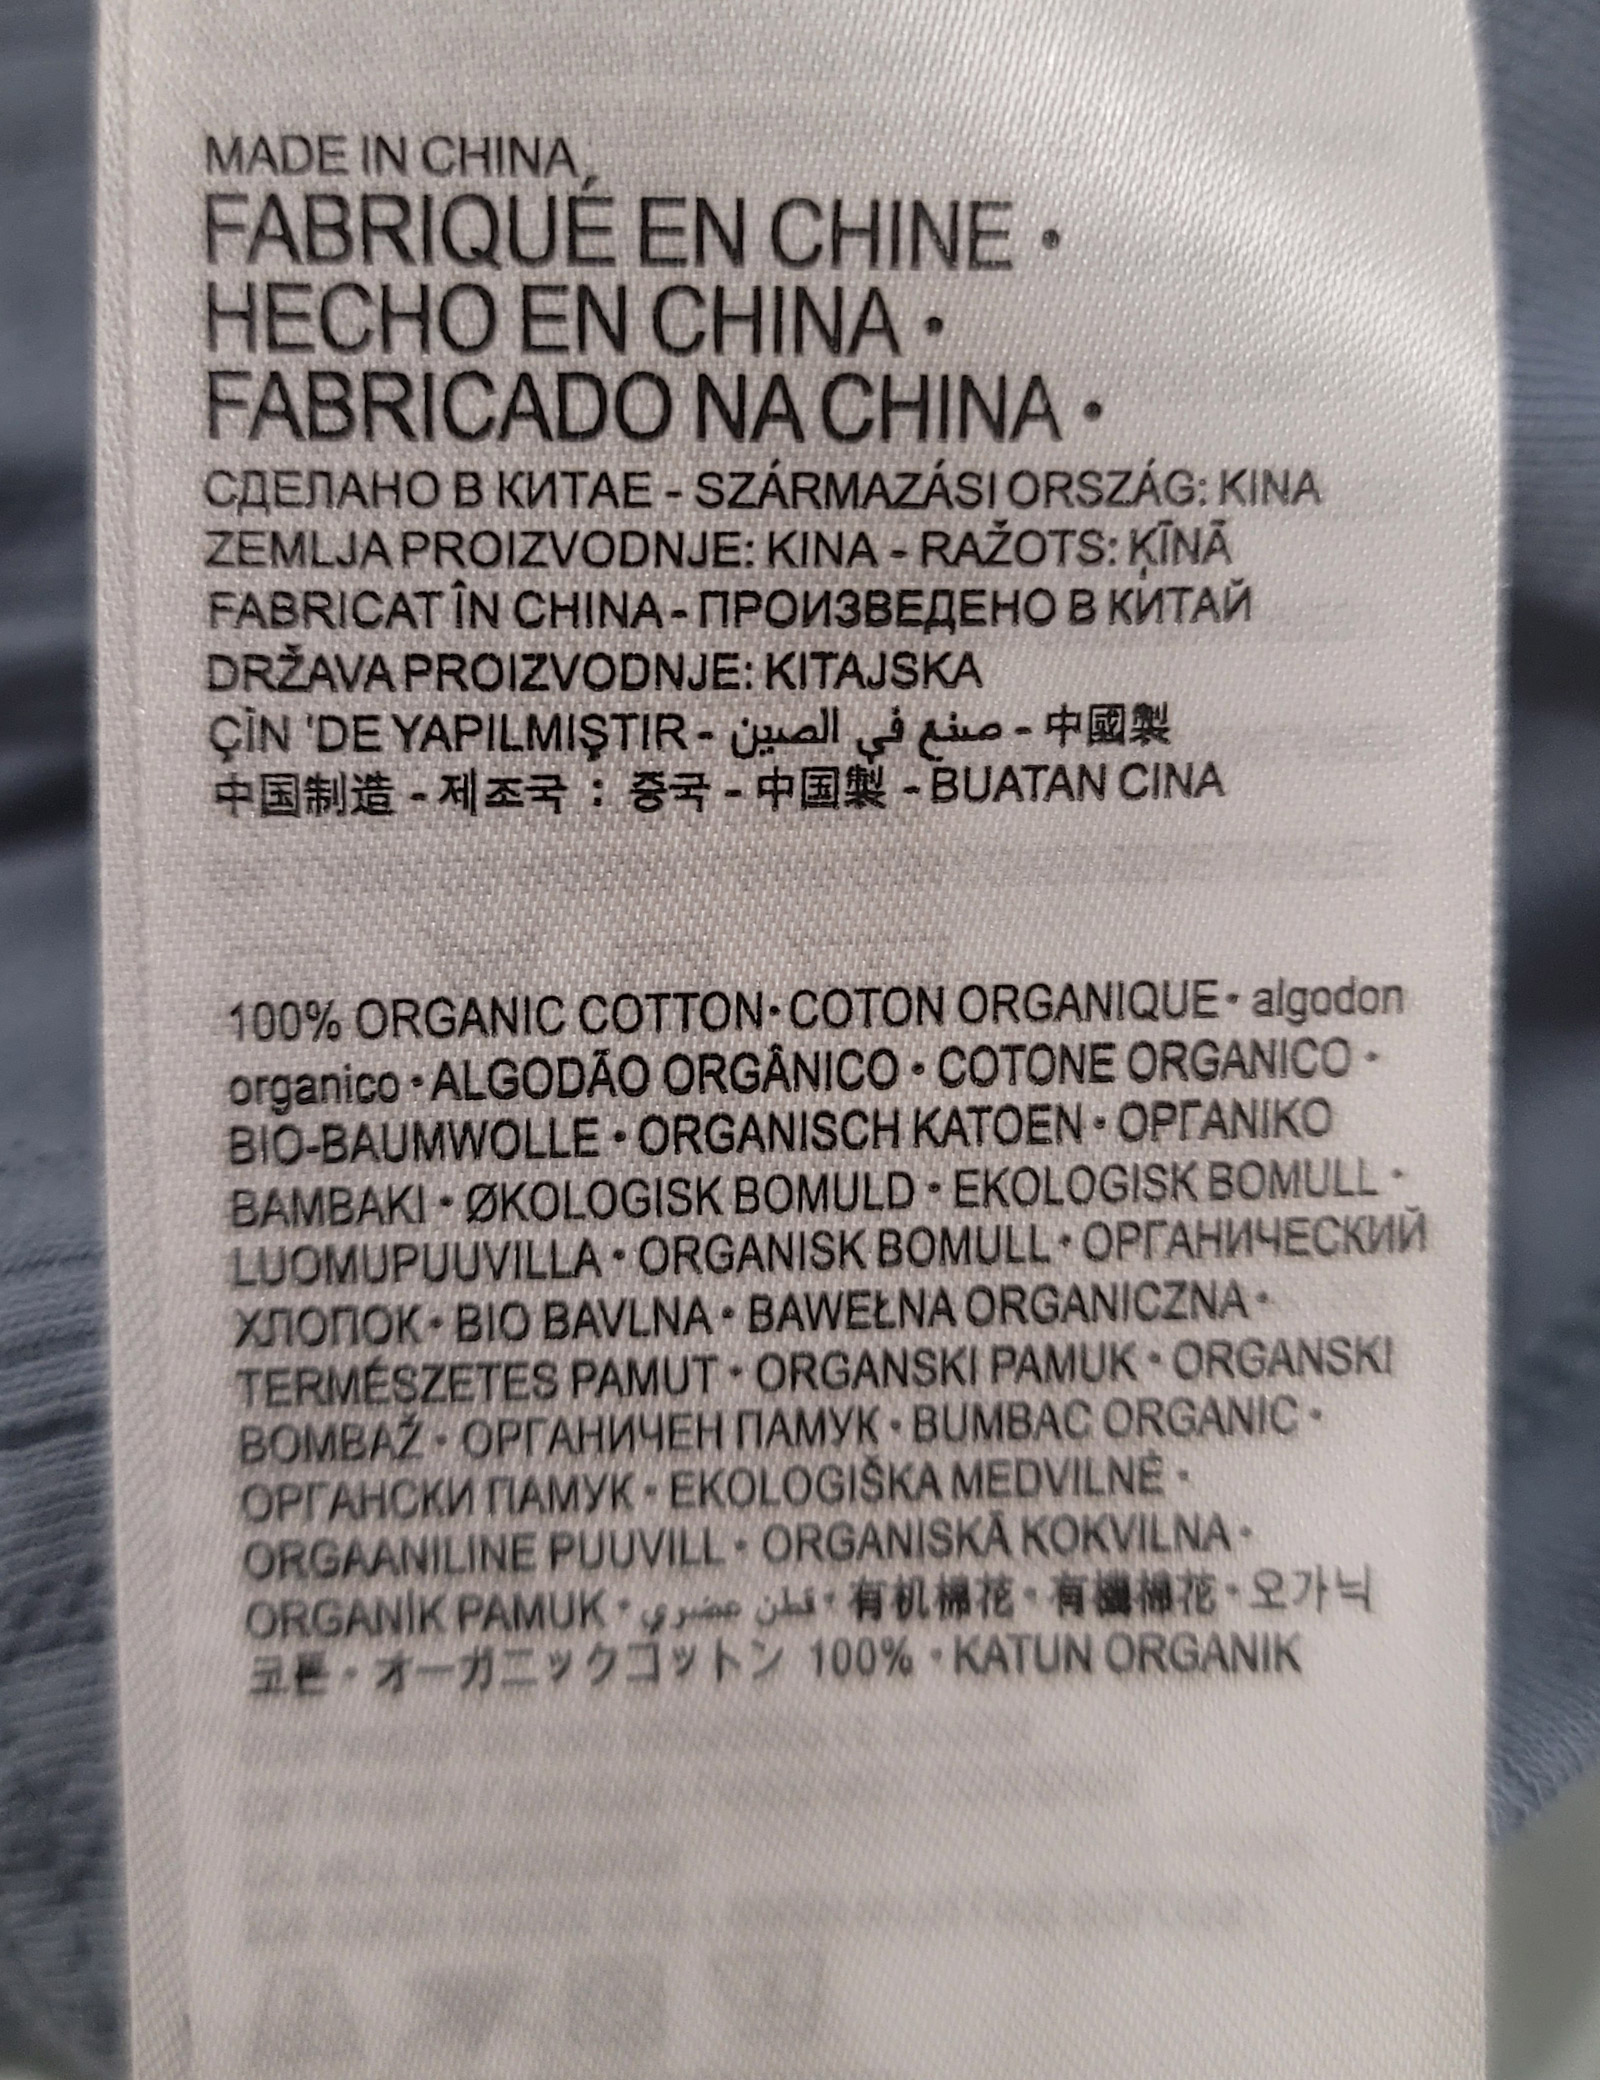 MADE IN CHINA,
FABRIQUÉ EN CHINE •
HECHO EN CHINA •
FABRICADO NA CHINA •
СДЕЛАНО В КИТАЕ - SZÁRMAZÁSI ORSZÁG: KINA
ZEMLJA PROIZVODNJE: KINA - RAŽOTS: ĶĪNĀ
FABRICAT ÎN CHINA - ПРОИЗВЕДЕНО В КИТАЙ
DRŽAVA PROIZVODNJE: KITAJSKA
ÇİN 'DE YAPILMIŞTIR - صنع في الصين - 中國製
中国制造 - 제조국 : 중국 - 中国製 - BUATAN CINA
100% ORGANIC COTTON • COTON ORGANIQUE • algodon
organico • ALGODÃO ORGÂNICO • COTONE ORGANICO •
BIO-BAUMWOLLE • ORGANISCH KATOEN • ΟΡΓΑΝΙΚΟ
ΒΑΜΒΑΚΙ • ØKOLOGISK BOMULD • EKOLOGISK BOMULL •
LUOMUPUUVILLA • ORGANISK BOMULL • ОРГАНИЧЕСКИЙ
ХЛОПОК • BIO BAVLNA • BAWEŁNA ORGANICZNA •
TERMÉSZETES PAMUT • ORGANSKI PAMUK • ORGANSKI
BOMBAŽ • ОРГАНИЧЕН ПАМУК • BUMBAC ORGANIC •
ОРГАНСКИ ПАМУК • EKOLOGIŠKA MEDVILNĖ •
ORGAANILINE PUUVILL • ORGANISKĀ KOKVILNA •
ORGANİK PAMUK • قطن عضوي • 有机棉花 • 有機棉花 • 오가닉
코튼 • オーガニックコットン 100% • KATUN ORGANIK